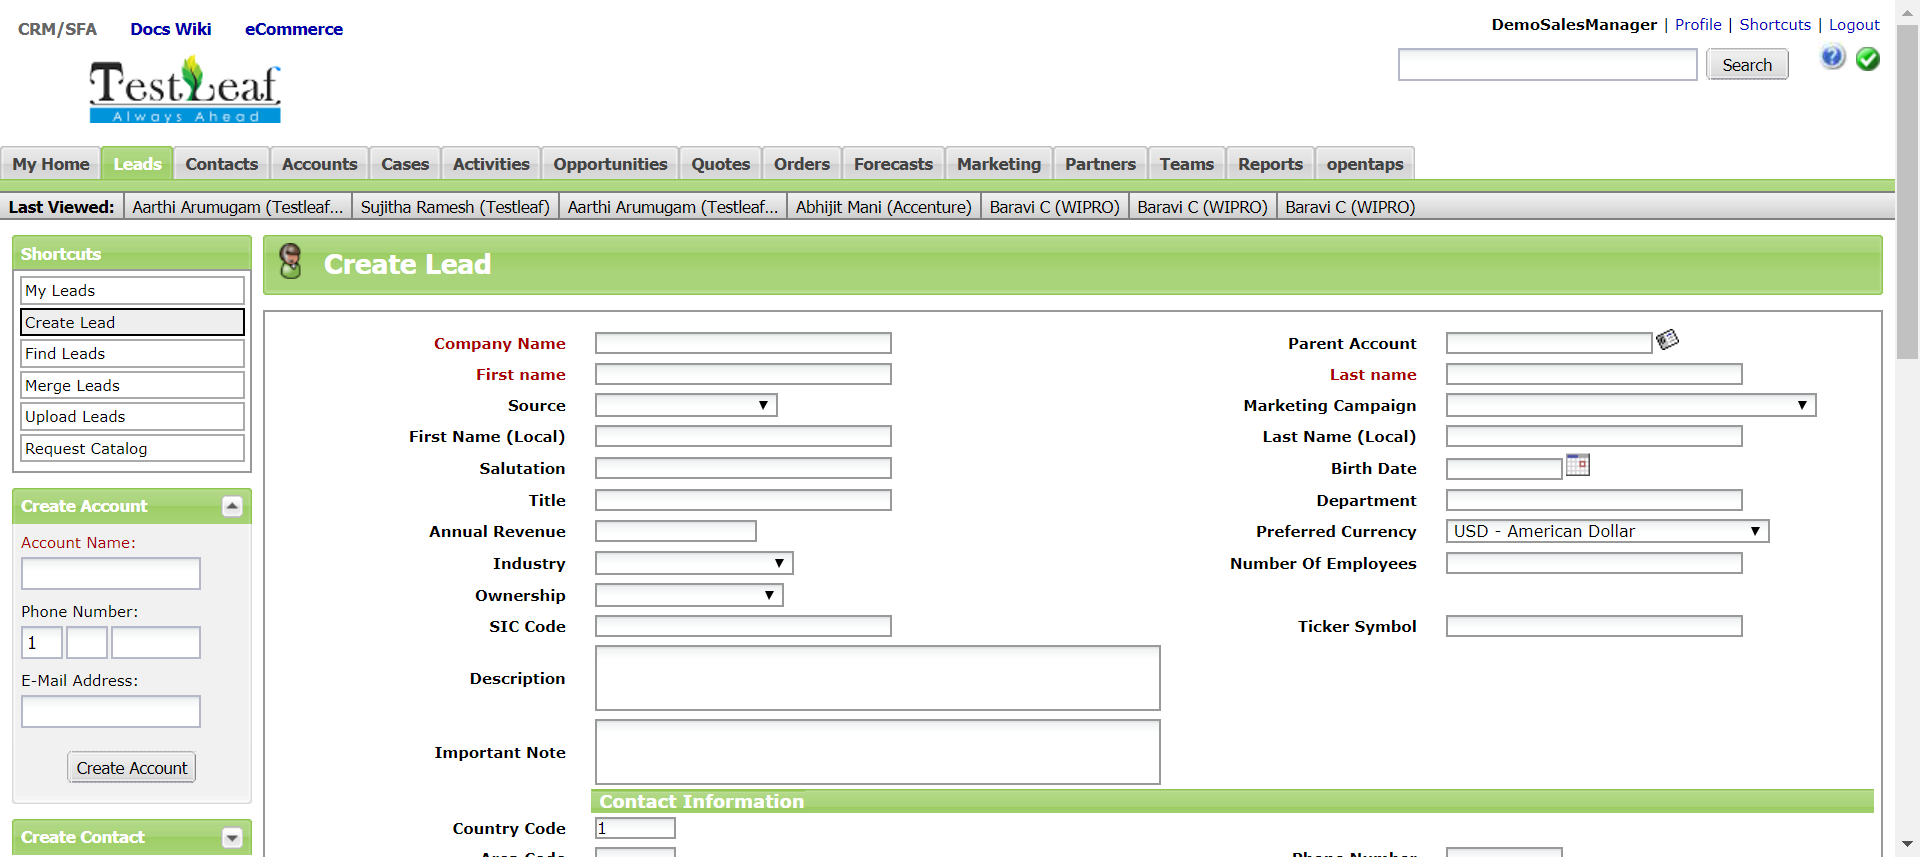 CRM/SFA Docs Wiki eCommerce
DemoSalesManager | Profile | Shortcuts | Logout
Search
TestLeaf
Always Ahead
My Home Leads Contacts Accounts Cases Activities Opportunities Quotes Orders Forecasts Marketing Partners Teams Reports opentaps
Last Viewed: Aarthi Arumugam (Testleaf... Sujitha Ramesh (Testleaf) Aarthi Arumugam (Testleaf... Abhijit Mani (Accenture) Baravi C (WIPRO) Baravi C (WIPRO) Baravi C (WIPRO)
Shortcuts
My Leads
Create Lead
Find Leads
Merge Leads
Upload Leads
Request Catalog
Create Account
Account Name:
Phone Number:
1
E-Mail Address:
Create Account
Create Contact
Create Lead
Company Name Parent Account
First name Last name
Source Marketing Campaign
First Name (Local) Last Name (Local)
Salutation Birth Date
Title Department
Annual Revenue Preferred Currency USD - American Dollar
Industry Number Of Employees
Ownership
SIC Code Ticker Symbol
Description
Important Note
Contact Information
Country Code 1
Area Code Phone Number